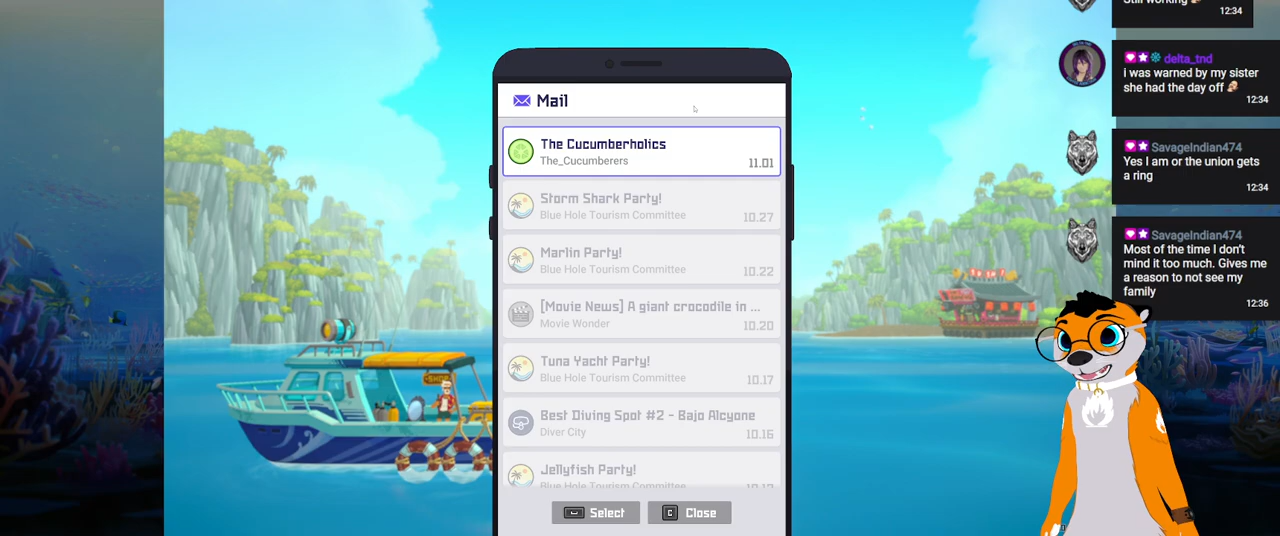 Mail
The Cucumberholics
The_Cucumberers
11.01
Storm Shark Party!
Blue Hole Tourism Committee
10.27
Marlin Party!
Blue Hole Tourism Committee
10.22
[Movie News] A giant crocodile in ...
Movie Wonder
10.20
Tuna Yacht Party!
Blue Hole Tourism Committee
10.17
Best Diving Spot #2 - Bajo Alcyone
Diver City
10.16
Jellyfish Party!
Blue Hole Tourism Committee
Select
Close
Still working
12:34
delta_tnd
i was warned by my sister
she had the day off
12:34
SavageIndian474
Yes I am or the union gets
a ring
12:34
SavageIndian474
Most of the time I don't
mind it too much. Gives me
a reason to not see my
family
12:36